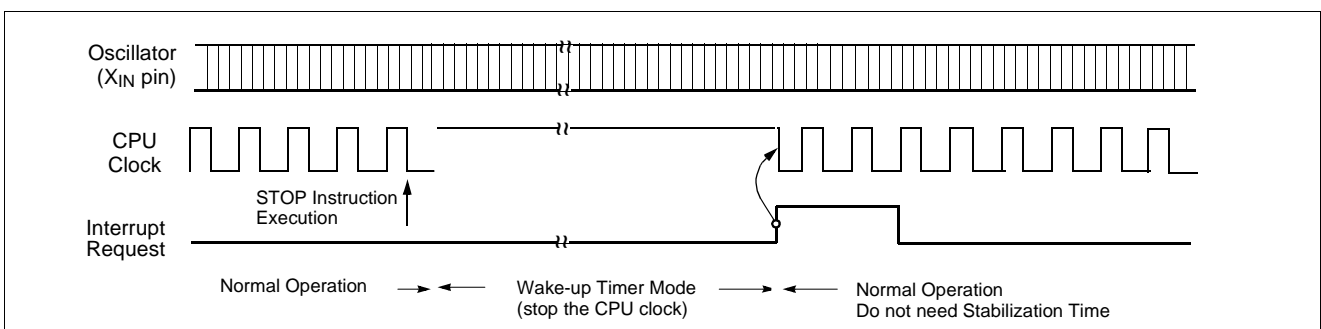 Oscillator
(XIN pin)
CPU
Clock
STOP Instruction
Execution
Interrupt
Request
Normal Operation
Wake-up Timer Mode
(stop the CPU clock)
Normal Operation
Do not need Stabilization Time